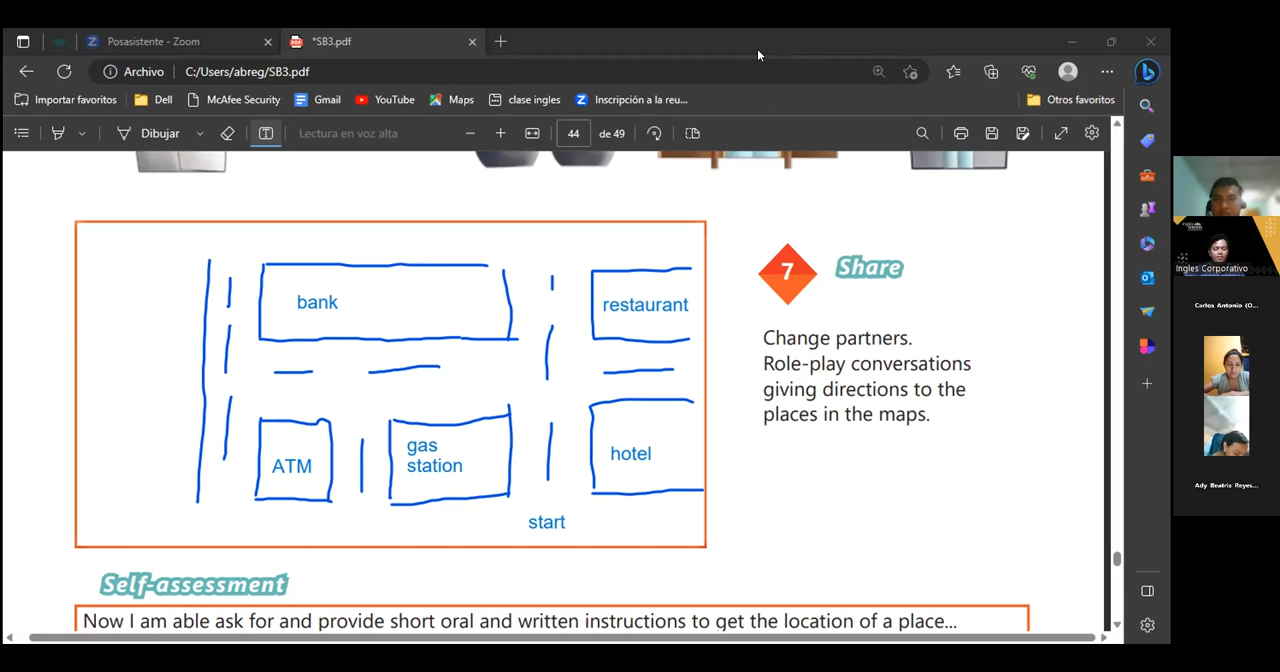 Posasistente - Zoom
*SB3.pdf
Archivo
C:/Users/abreg/SB3.pdf
Importar favoritos
Dell
McAfee Security
Gmail
YouTube
Maps
clase ingles
Inscripción a la reu...
Otros favoritos
Dibujar
Lectura en voz alta
44
de 49
bank
restaurant
ATM
gas
station
hotel
start
7
Share
Change partners.
Role-play conversations
giving directions to the
places in the maps.
Self-assessment
Now I am able ask for and provide short oral and written instructions to get the location of a place...
Ingles Corporativo
Carlos Antonio (O...
Ady Beatriz Reyes...